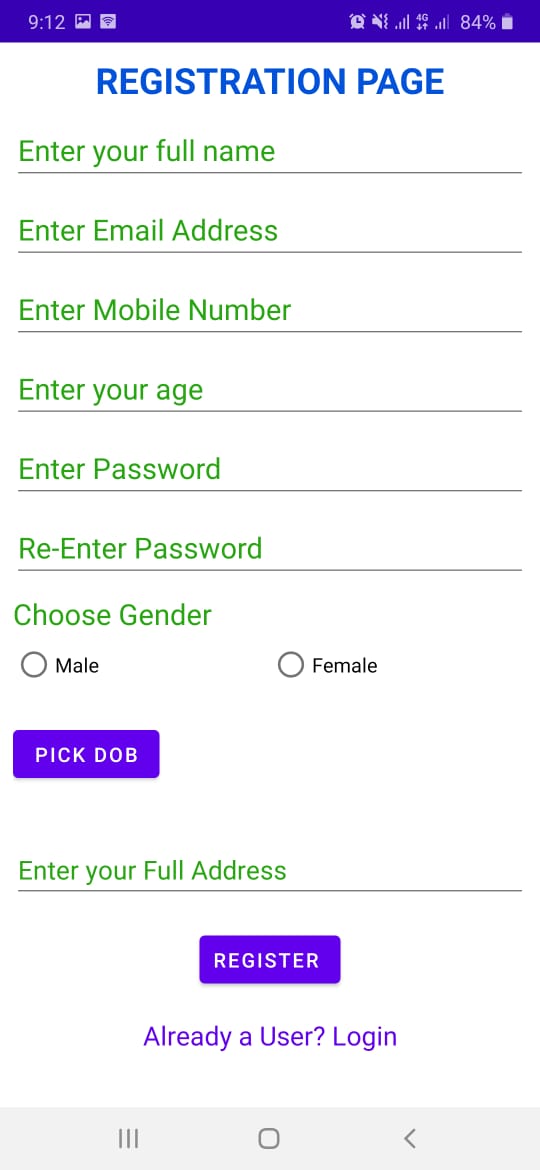 9:12 4G 84%
REGISTRATION PAGE
Enter your full name
Enter Email Address
Enter Mobile Number
Enter your age
Enter Password
Re-Enter Password
Choose Gender
Male Female
PICK DOB
Enter your Full Address
REGISTER
Already a User? Login